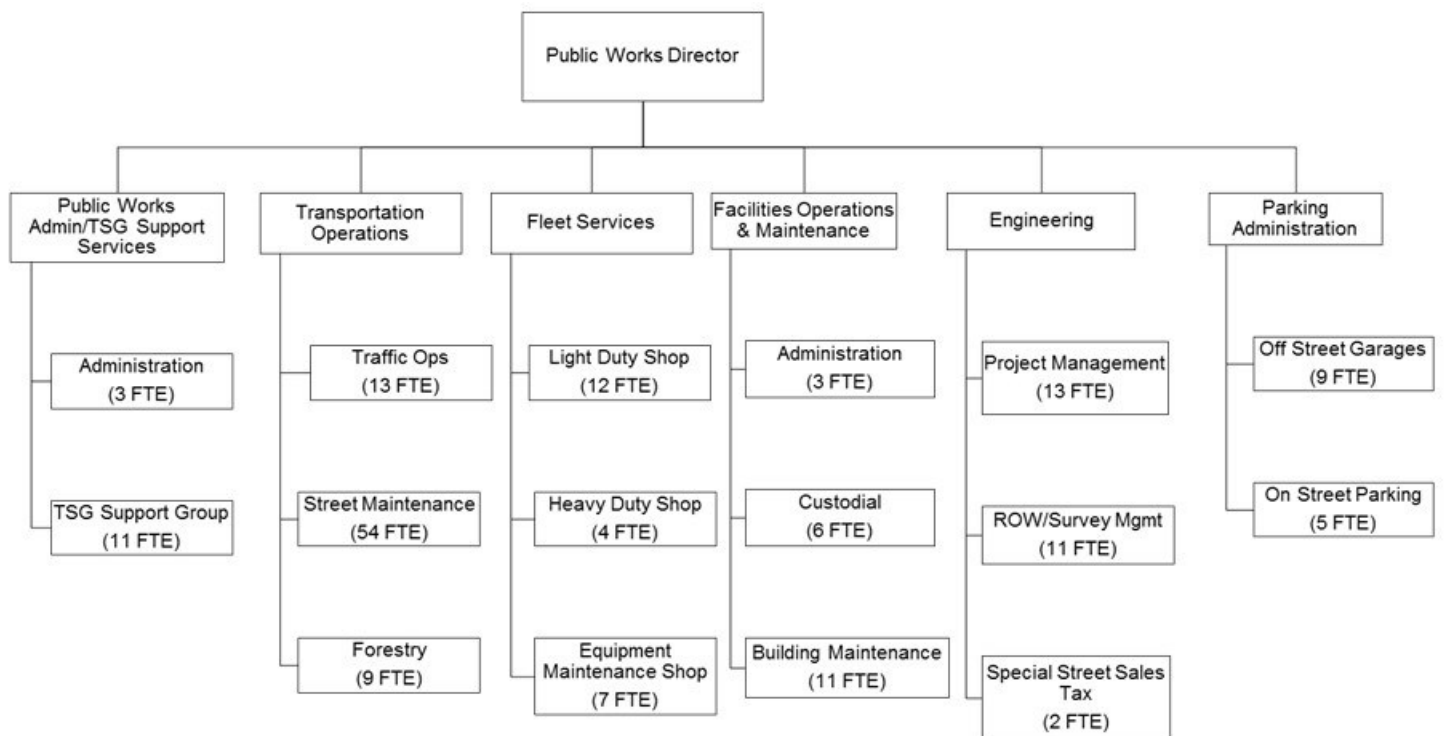 Public Works Director
Public Works
Admin/TSG Support
Services
Transportation
Operations
Fleet Services
Facilities Operations
& Maintenance
Engineering
Parking
Administration
Administration
(3 FTE)
TSG Support Group
(11 FTE)
Traffic Ops
(13 FTE)
Street Maintenance
(54 FTE)
Forestry
(9 FTE)
Light Duty Shop
(12 FTE)
Heavy Duty Shop
(4 FTE)
Equipment
Maintenance Shop
(7 FTE)
Administration
(3 FTE)
Custodial
(6 FTE)
Building Maintenance
(11 FTE)
Project Management
(13 FTE)
ROW/Survey Mgmt
(11 FTE)
Special Street Sales
Tax
(2 FTE)
Off Street Garages
(9 FTE)
On Street Parking
(5 FTE)